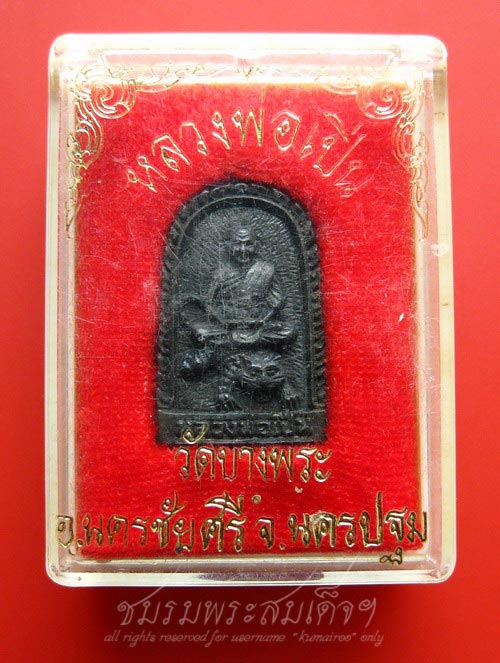 หลวงพ่อเปิ่น
หลวงพ่อเปิ่น
วัดบางพระ
อ.นครชัยศรี จ.นครปฐม
ชมรมพระสมเด็จฯ
all rights reserved for username "kumairoo" only